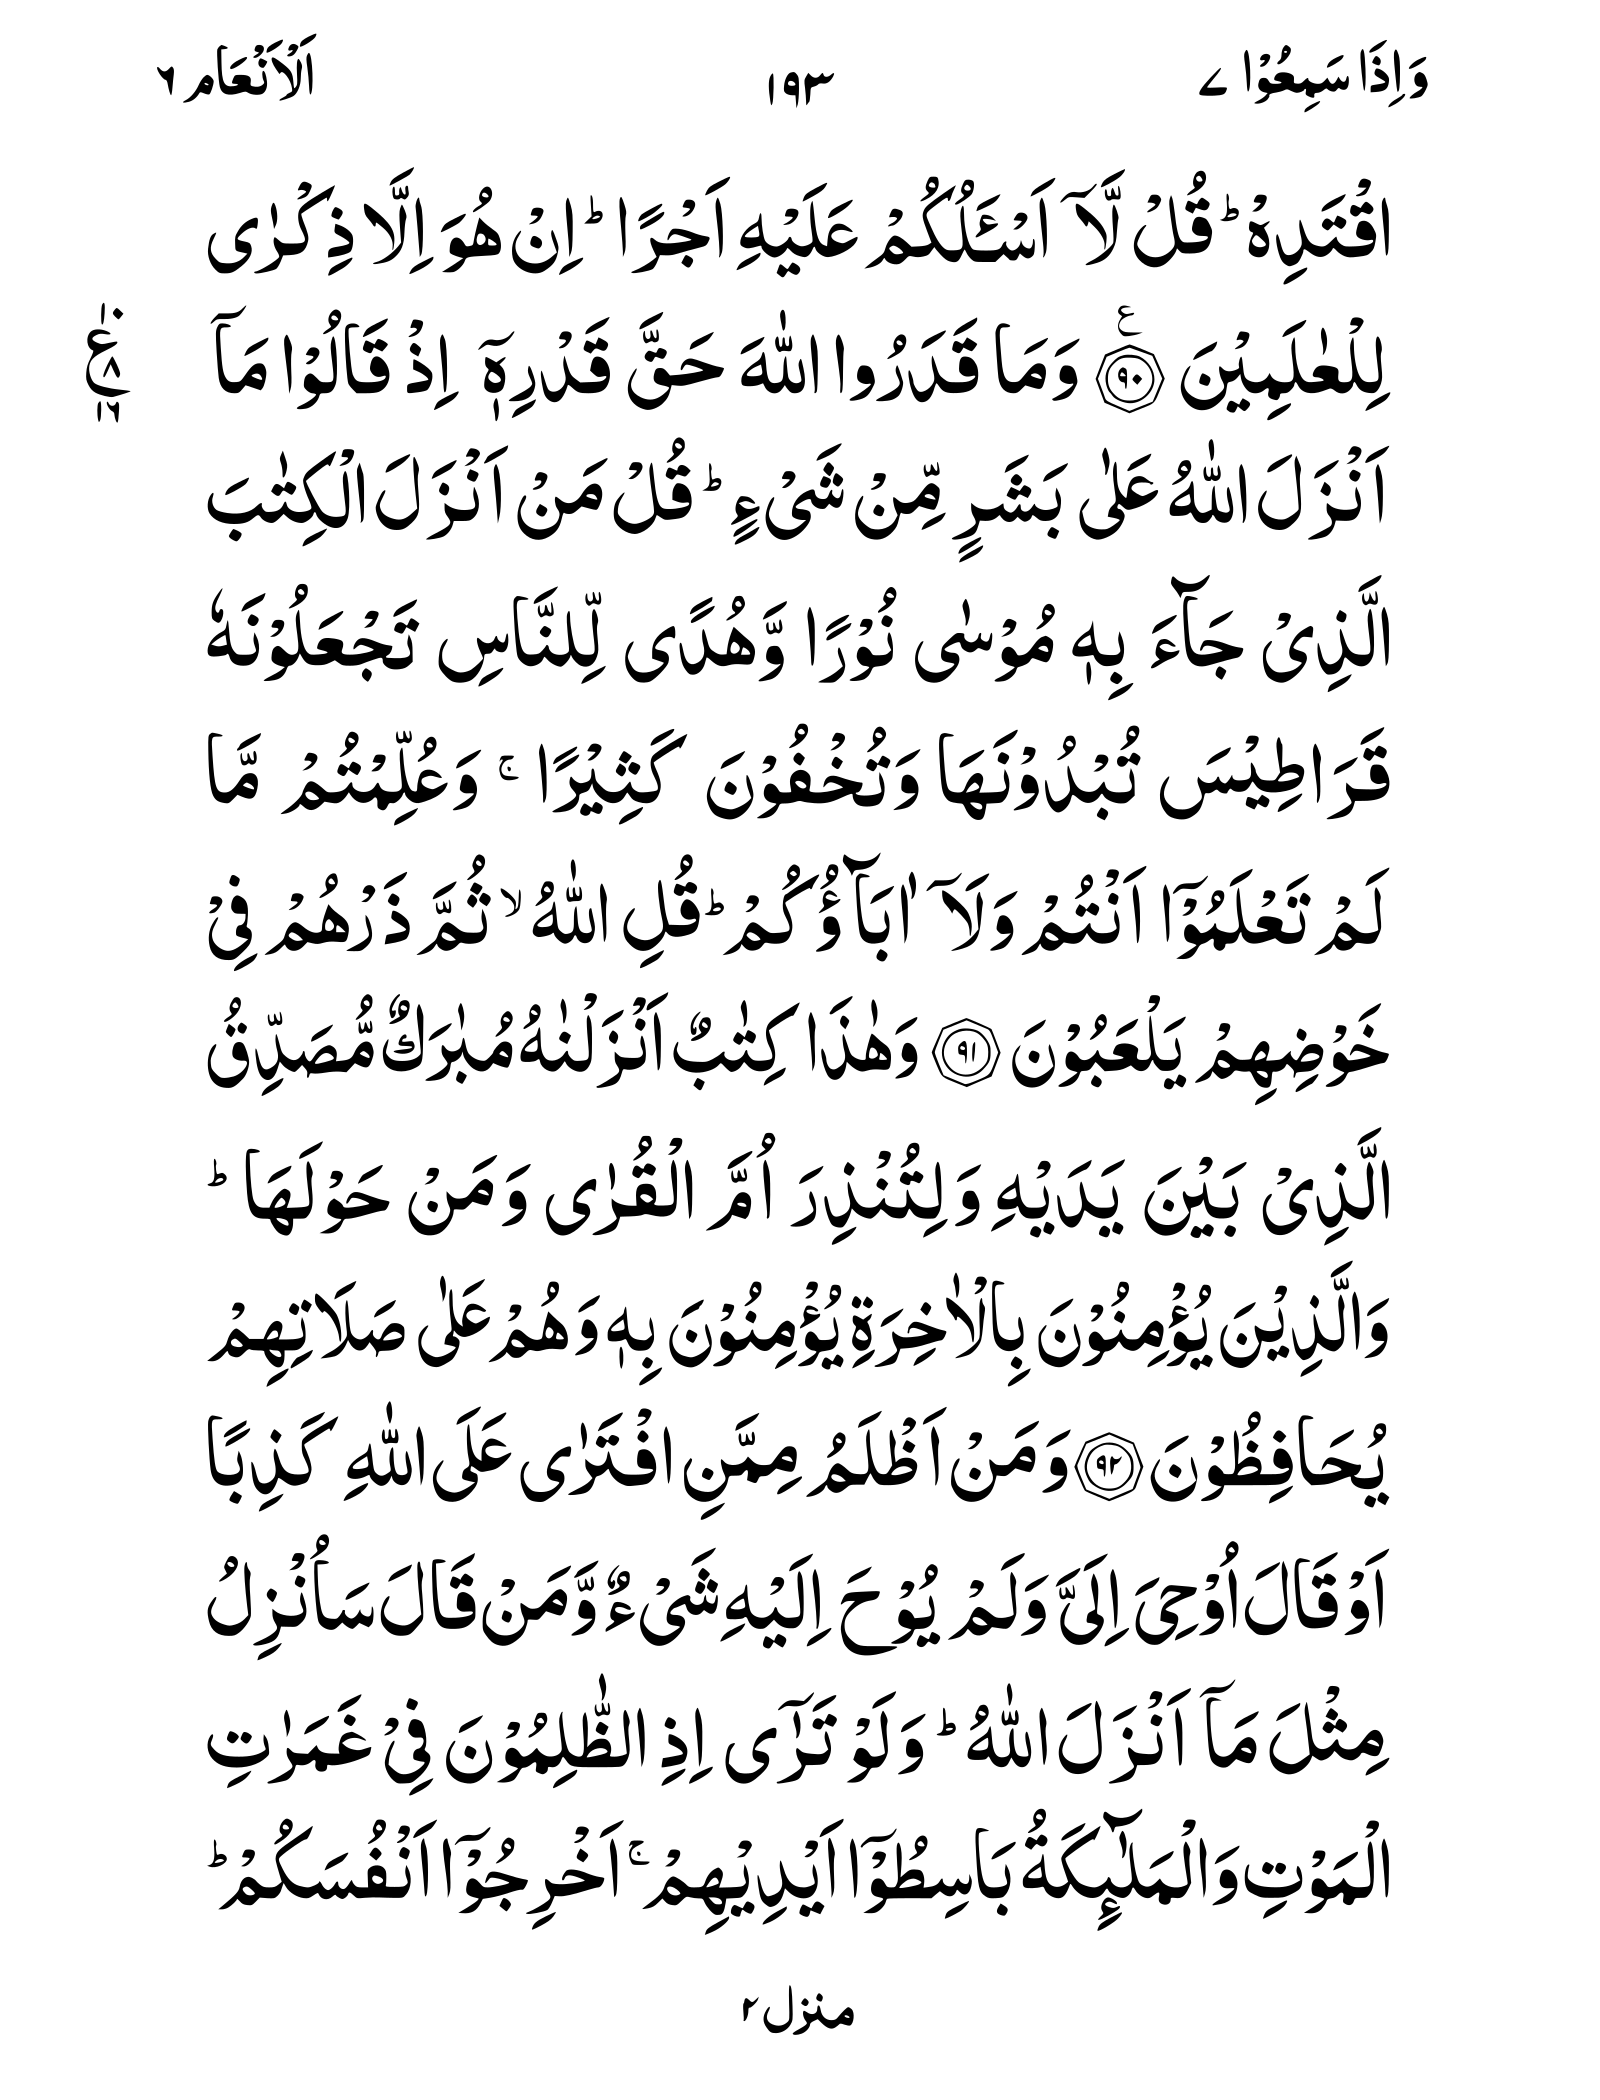 وَاِذَا سَمِعُوْا ٧ ١٩٣ اَلْاَنْعَام ٦
اقْتَدِهْ ؕ قُلْ لَّاۤ اَسْـَٔلُكُمْ عَلَيْهِ اَجْرًا ؕ اِنْ هُوَ اِلَّا ذِكْرٰى
لِلْعٰلَمِيْنَ ۧ ﴿٩٠﴾ وَمَا قَدَرُوا اللّٰهَ حَقَّ قَدْرِهٖۤ اِذْ قَالُوْا مَاۤ
١٠ ع ٨ ١٦
اَنْزَلَ اللّٰهُ عَلٰى بَشَرٍ مِّنْ شَىْءٍ ؕ قُلْ مَنْ اَنْزَلَ الْكِتٰبَ
الَّذِىْ جَآءَ بِهٖ مُوْسٰى نُوْرًا وَّهُدًى لِّلنَّاسِ تَجْعَلُوْنَهٗ
قَرَاطِيْسَ تُبْدُوْنَهَا وَتُخْفُوْنَ كَثِيْرًا ۚ وَعُلِّمْتُمْ مَّا
لَمْ تَعْلَمُوْۤا اَنْتُمْ وَلَاۤ اٰبَآؤُكُمْ ؕ قُلِ اللّٰهُ ۙ ثُمَّ ذَرْهُمْ فِىْ
خَوْضِهِمْ يَلْعَبُوْنَ ﴿٩١﴾ وَهٰذَا كِتٰبٌ اَنْزَلْنٰهُ مُبٰرَكٌ مُّصَدِّقُ
الَّذِىْ بَيْنَ يَدَيْهِ وَلِتُنْذِرَ اُمَّ الْقُرٰى وَمَنْ حَوْلَهَا ؕ
وَالَّذِيْنَ يُؤْمِنُوْنَ بِالْاٰخِرَةِ يُؤْمِنُوْنَ بِهٖ وَهُمْ عَلٰى صَلَاتِهِمْ
يُحَافِظُوْنَ ﴿٩٢﴾ وَمَنْ اَظْلَمُ مِمَّنِ افْتَرٰى عَلَى اللّٰهِ كَذِبًا
اَوْ قَالَ اُوْحِىَ اِلَىَّ وَلَمْ يُوْحَ اِلَيْهِ شَىْءٌ وَّمَنْ قَالَ سَاُنْزِلُ
مِثْلَ مَاۤ اَنْزَلَ اللّٰهُ ؕ وَلَوْ تَرٰۤى اِذِ الظّٰلِمُوْنَ فِىْ غَمَرٰتِ
الْمَوْتِ وَالْمَلٰٓئِكَةُ بَاسِطُوْۤا اَيْدِيْهِمْ ۚ اَخْرِجُوْۤا اَنْفُسَكُمْ ؕ
منزل ٢